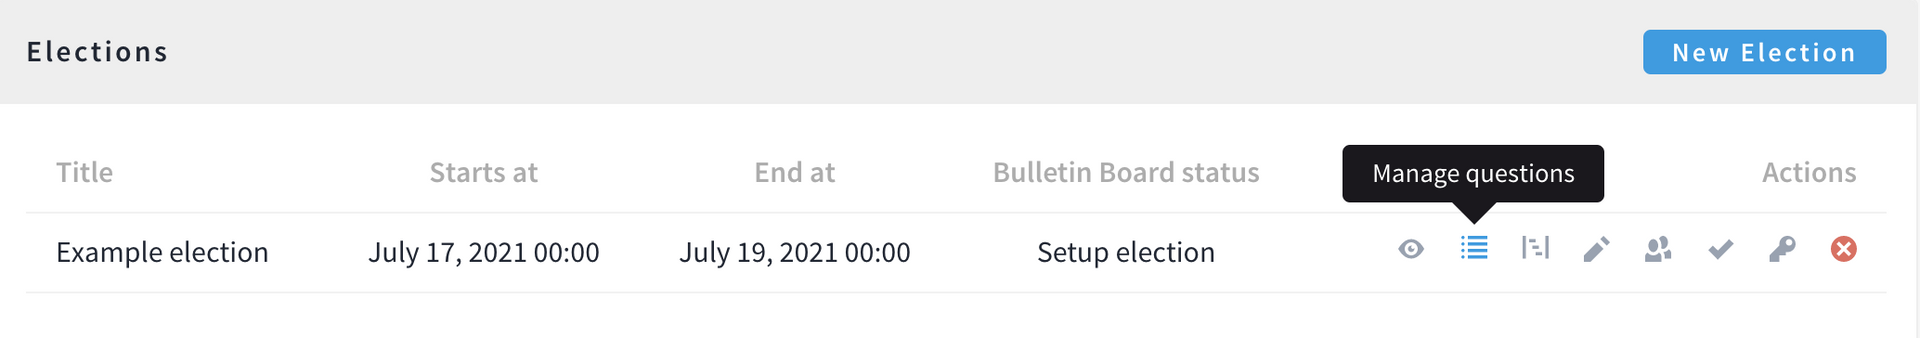 Elections
New Election
Title Starts at End at Bulletin Board status Manage questions Actions
Example election July 17, 2021 00:00 July 19, 2021 00:00 Setup election